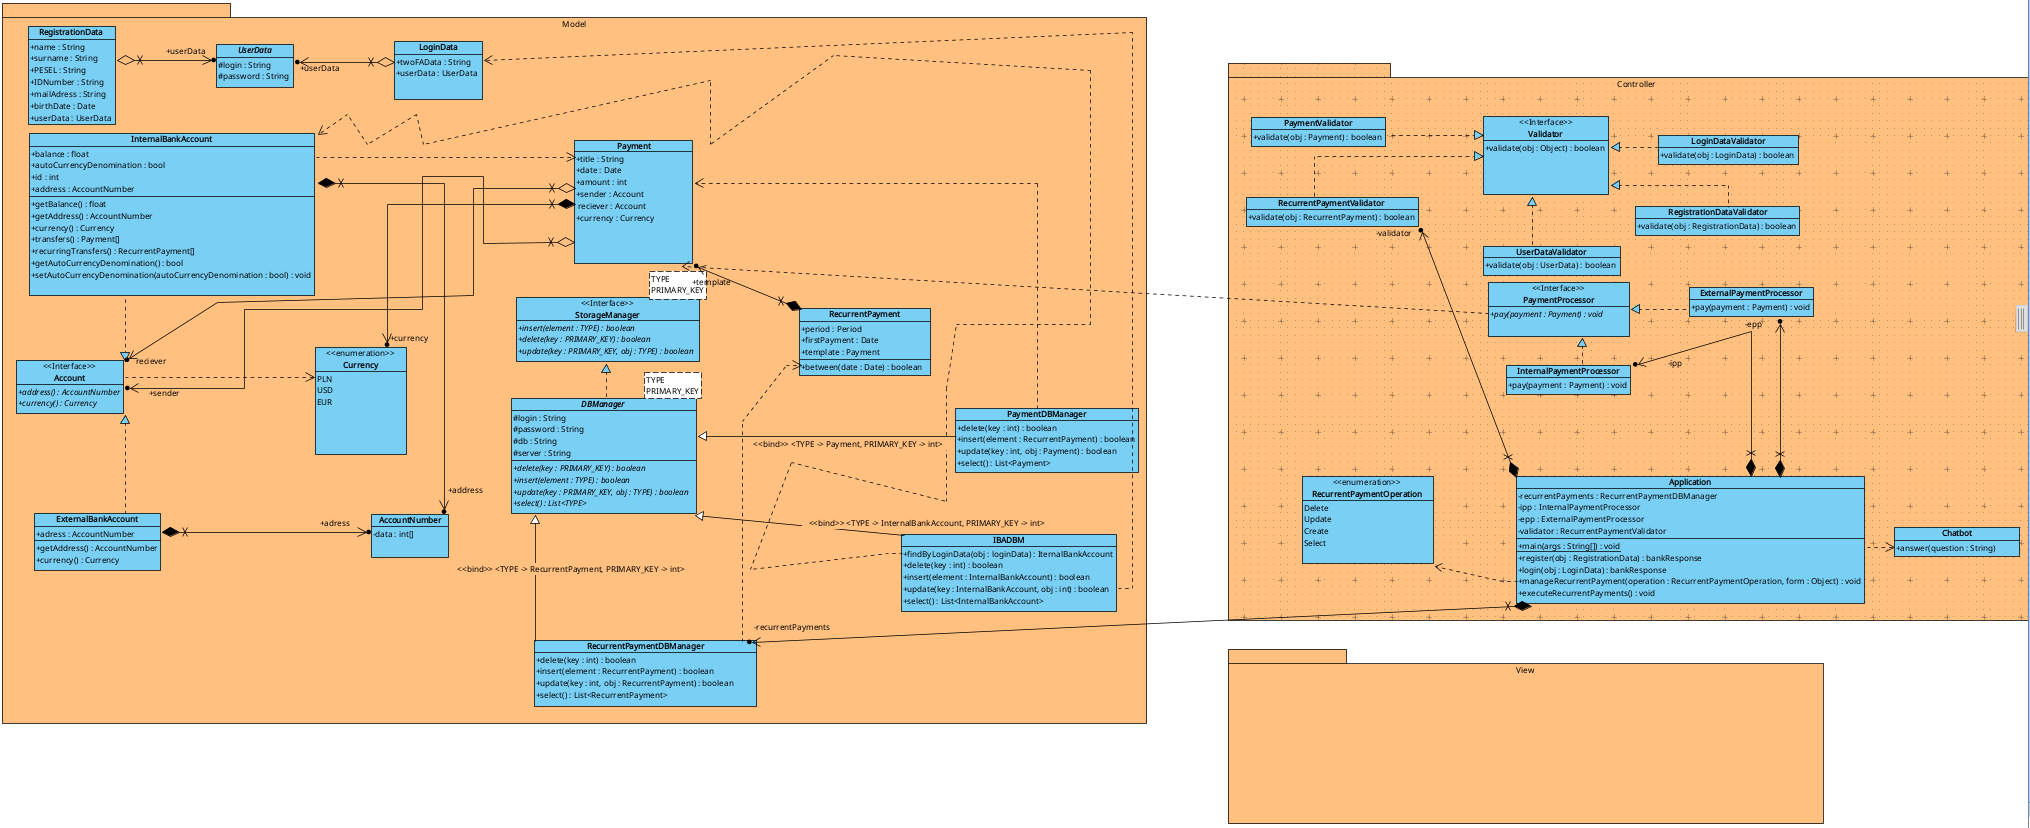 Model
RegistrationData
+name : String
+surname : String
+PESEL : String
+IDNumber : String
+mailAdress : String
+birthDate : Date
+userData : UserData
+userData
UserData
#login : String
#password : String
+userData
LoginData
+twoFAData : String
+userData : UserData
InternalBankAccount
+balance : float
+autoCurrencyDenomination : bool
+id : int
+address : AccountNumber
+getBalance() : float
+getAddress() : AccountNumber
+currency() : Currency
+transfers() : Payment[]
+recurringTransfers() : RecurrentPayment[]
+getAutoCurrencyDenomination() : bool
+setAutoCurrencyDenomination(autoCurrencyDenomination : bool) : void
Payment
+title : String
+date : Date
+amount : int
+sender : Account
reciever : Account
+currency : Currency
TYPE
PRIMARY_KEY
+template
<<Interface>>
StorageManager
+insert(element : TYPE) : boolean
+delete(key : PRIMARY_KEY) : boolean
+update(key : PRIMARY_KEY, obj : TYPE) : boolean
RecurrentPayment
+period : Period
+firstPayment : Date
+template : Payment
+between(date : Date) : boolean
<<Interface>>
Account
+address() : AccountNumber
+currency() : Currency
reciever
+sender
+currency
<<enumeration>>
Currency
PLN
USD
EUR
TYPE
PRIMARY_KEY
DBManager
#login : String
#password : String
#db : String
#server : String
+delete(key : PRIMARY_KEY) : boolean
+insert(element : TYPE) : boolean
+update(key : PRIMARY_KEY, obj : TYPE) : boolean
+select() : List<TYPE>
PaymentDBManager
+delete(key : int) : boolean
+insert(element : RecurrentPayment) : boolean
+update(key : int, obj : Payment) : boolean
+select() : List<Payment>
<<bind>> <TYPE -> Payment, PRIMARY_KEY -> int>
<<bind>> <TYPE -> InternalBankAccount, PRIMARY_KEY -> int>
<<bind>> <TYPE -> RecurrentPayment, PRIMARY_KEY -> int>
ExternalBankAccount
+adress : AccountNumber
+getAddress() : AccountNumber
+currency() : Currency
+adress
+address
AccountNumber
-data : int[]
IBADBM
+findByLoginData(obj : loginData) : IternalBankAccount
+delete(key : int) : boolean
+insert(element : InternalBankAccount) : boolean
+update(key : InternalBankAccount, obj : int) : boolean
+select() : List<InternalBankAccount>
-recurrentPayments
RecurrentPaymentDBManager
+delete(key : int) : boolean
+insert(element : RecurrentPayment) : boolean
+update(key : int, obj : RecurrentPayment) : boolean
+select() : List<RecurrentPayment>
Controller
PaymentValidator
+validate(obj : Payment) : boolean
<<Interface>>
Validator
+validate(obj : Object) : boolean
LoginDataValidator
+validate(obj : LoginData) : boolean
RecurrentPaymentValidator
+validate(obj : RecurrentPayment) : boolean
-validator
RegistrationDataValidator
+validate(obj : RegistrationData) : boolean
UserDataValidator
+validate(obj : UserData) : boolean
<<Interface>>
PaymentProcessor
+pay(payment : Payment) : void
ExternalPaymentProcessor
+pay(payment : Payment) : void
-epp
-ipp
InternalPaymentProcessor
+pay(payment : Payment) : void
<<enumeration>>
RecurrentPaymentOperation
Delete
Update
Create
Select
Application
-recurrentPayments : RecurrentPaymentDBManager
-ipp : InternalPaymentProcessor
-epp : ExternalPaymentProcessor
-validator : RecurrentPaymentValidator
+main(args : String[]) : void
+register(obj : RegistrationData) : bankResponse
+login(obj : LoginData) : bankResponse
+manageRecurrentPayment(operation : RecurrentPaymentOperation, form : Object) : void
+executeRecurrentPayments() : void
Chatbot
+answer(question : String)
View